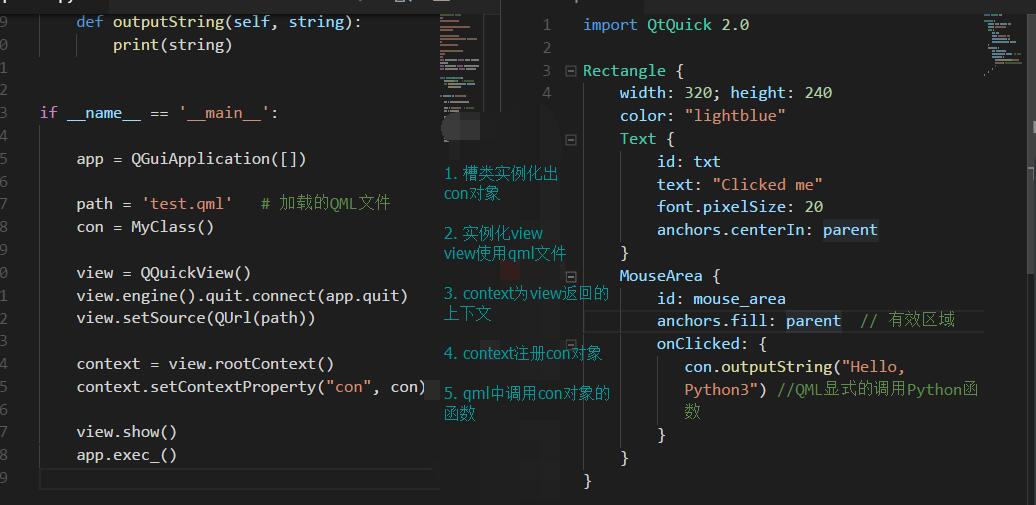 def outputString(self, string):
print(string)
if __name__ == '__main__':
app = QGuiApplication([])
path = 'test.qml'   # 加载的QML文件
con = MyClass()
view = QQuickView()
view.engine().quit.connect(app.quit)
view.setSource(QUrl(path))
context = view.rootContext()
context.setContextProperty("con", con)
view.show()
app.exec_()
1. 槽类实例化出
con对象
2. 实例化view
view使用qml文件
3. context为view返回的
上下文
4. context注册con对象
5. qml中调用con对象的
函数
1 import QtQuick 2.0
2
3 Rectangle {
4 width: 320; height: 240
color: "lightblue"
Text {
id: txt
text: "Clicked me"
font.pixelSize: 20
anchors.centerIn: parent
}
MouseArea {
id: mouse_area
anchors.fill: parent  // 有效区域
onClicked: {
con.outputString("Hello,
Python3") //QML显式的调用Python函
数
}
}
}